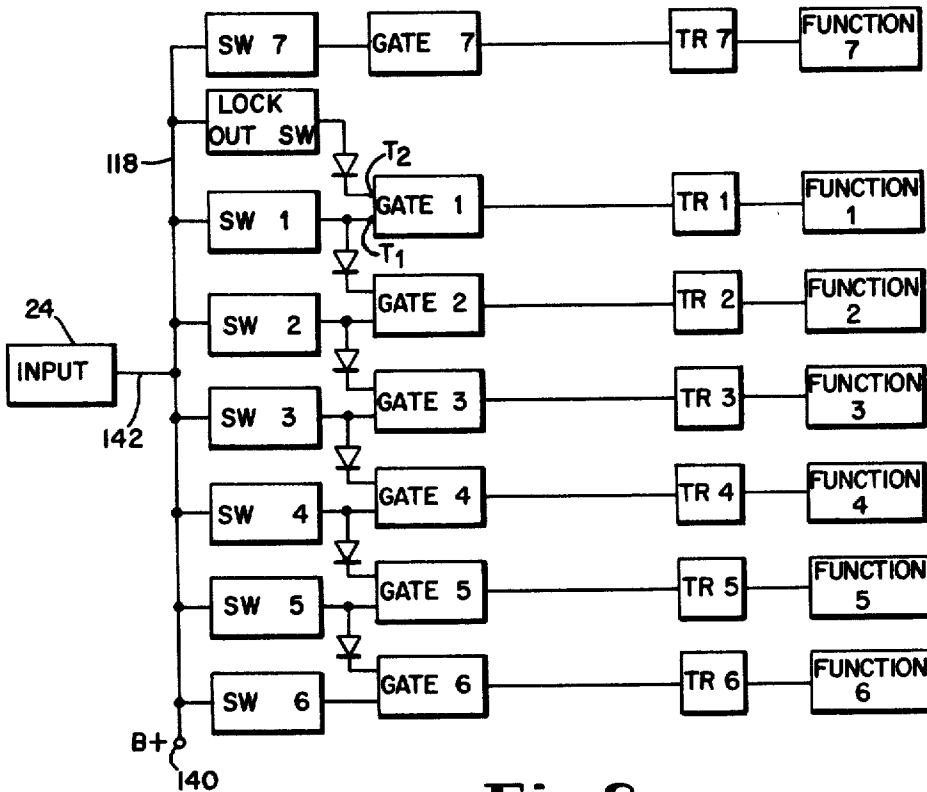 SW 7
GATE 7
TR 7
FUNCTION
7
LOCK
OUT SW
118
T2
GATE 1
TR 1
FUNCTION
1
SW 1
T1
GATE 2
TR 2
FUNCTION
2
24
SW 2
INPUT
142
GATE 3
TR 3
FUNCTION
3
SW 3
GATE 4
TR 4
FUNCTION
4
SW 4
GATE 5
TR 5
FUNCTION
5
SW 5
GATE 6
TR 6
FUNCTION
6
SW 6
B+
140